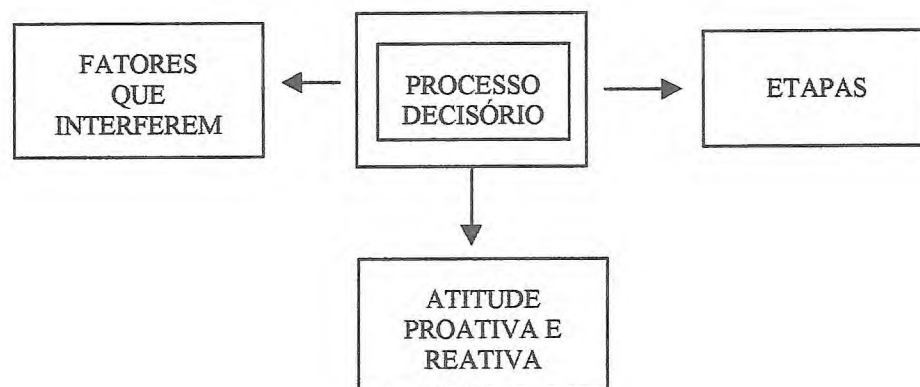 FATORES
QUE
INTERFEREM
PROCESSO
DECISÓRIO
ETAPAS
ATITUDE
PROATIVA E
REATIVA